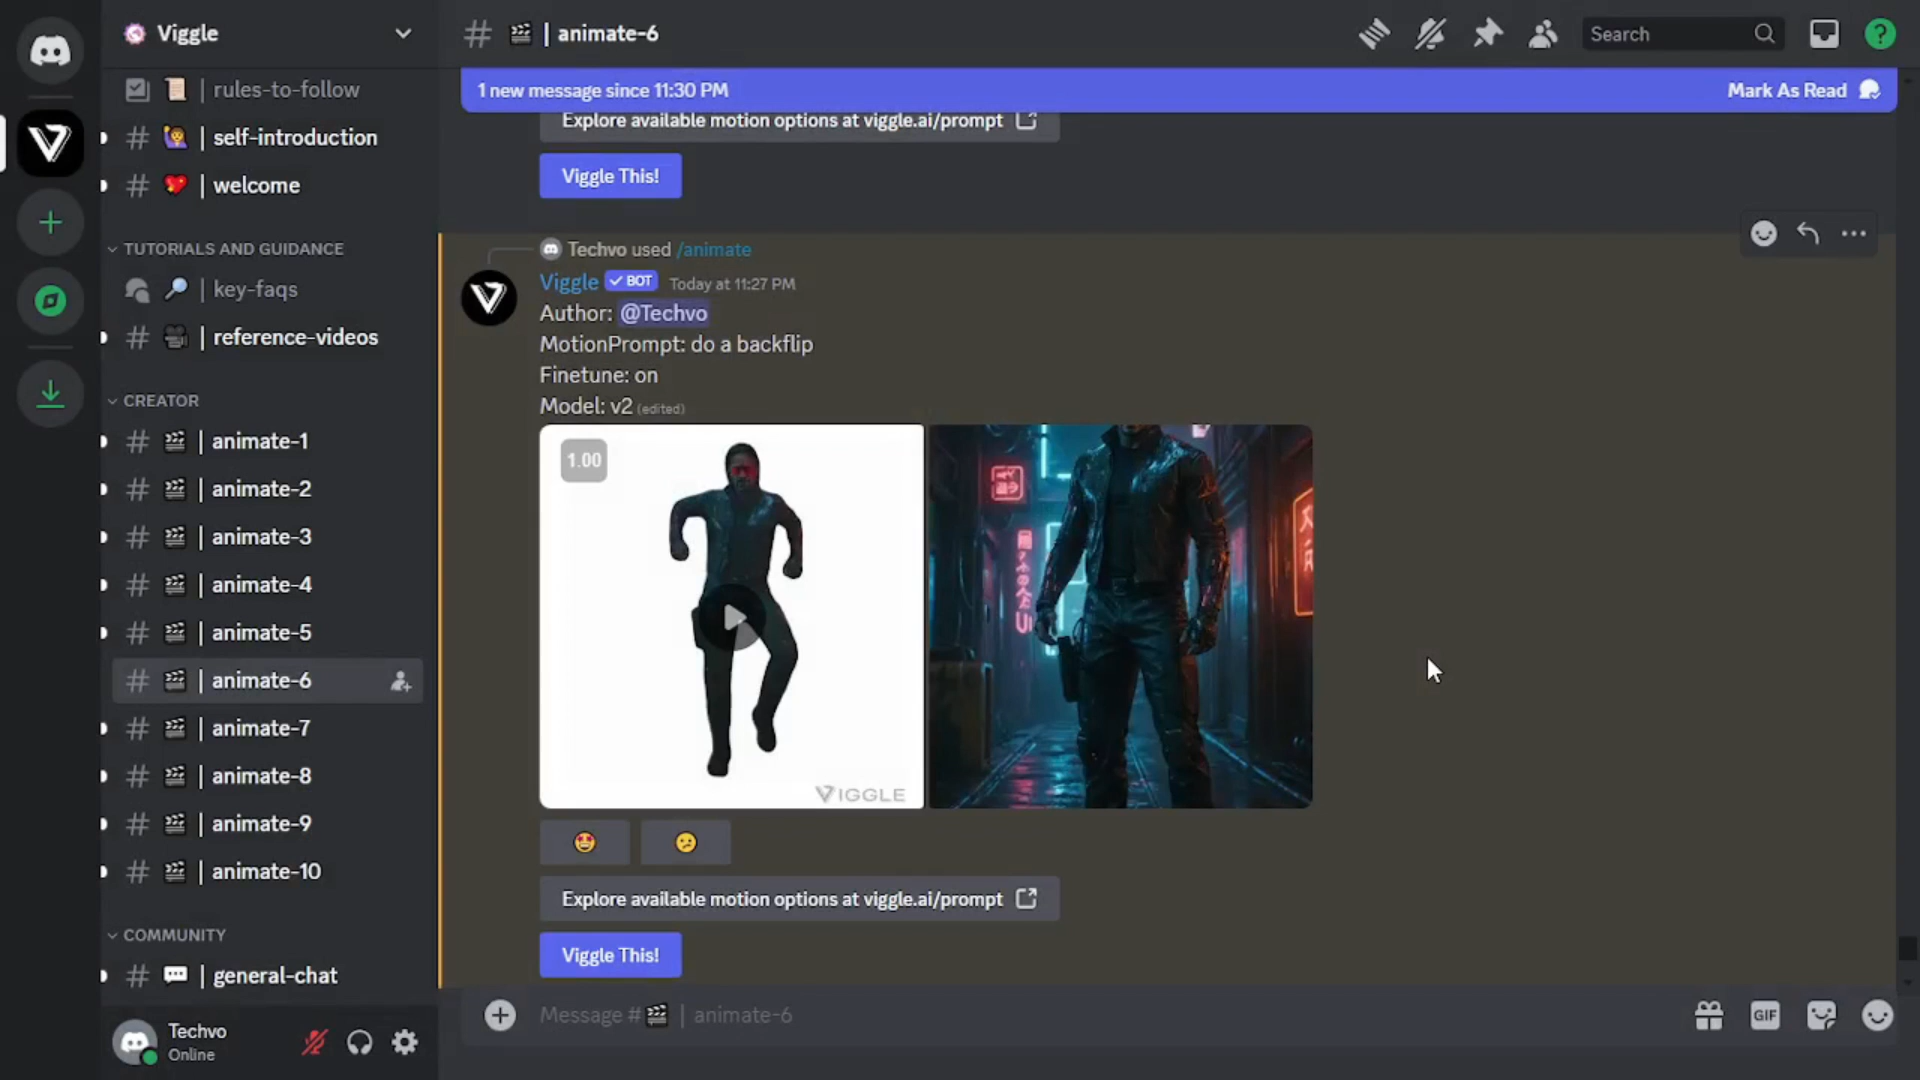 Viggle
| rules-to-follow
| self-introduction
| welcome
TUTORIALS AND GUIDANCE
| key-faqs
| reference-videos
CREATOR
| animate-1
| animate-2
| animate-3
| animate-4
| animate-5
| animate-6
| animate-7
| animate-8
| animate-9
| animate-10
COMMUNITY
| general-chat
Techvo
Online
# | animate-6
Search
?
1 new message since 11:30 PM
Mark As Read
Explore available motion options at viggle.ai/prompt
Viggle This!
Techvo used /animate
Viggle BOT Today at 11:27 PM
Author: @Techvo
MotionPrompt: do a backflip
Finetune: on
Model: v2 (edited)
1.00
VIGGLE
Explore available motion options at viggle.ai/prompt
Viggle This!
Message # | animate-6
GIF